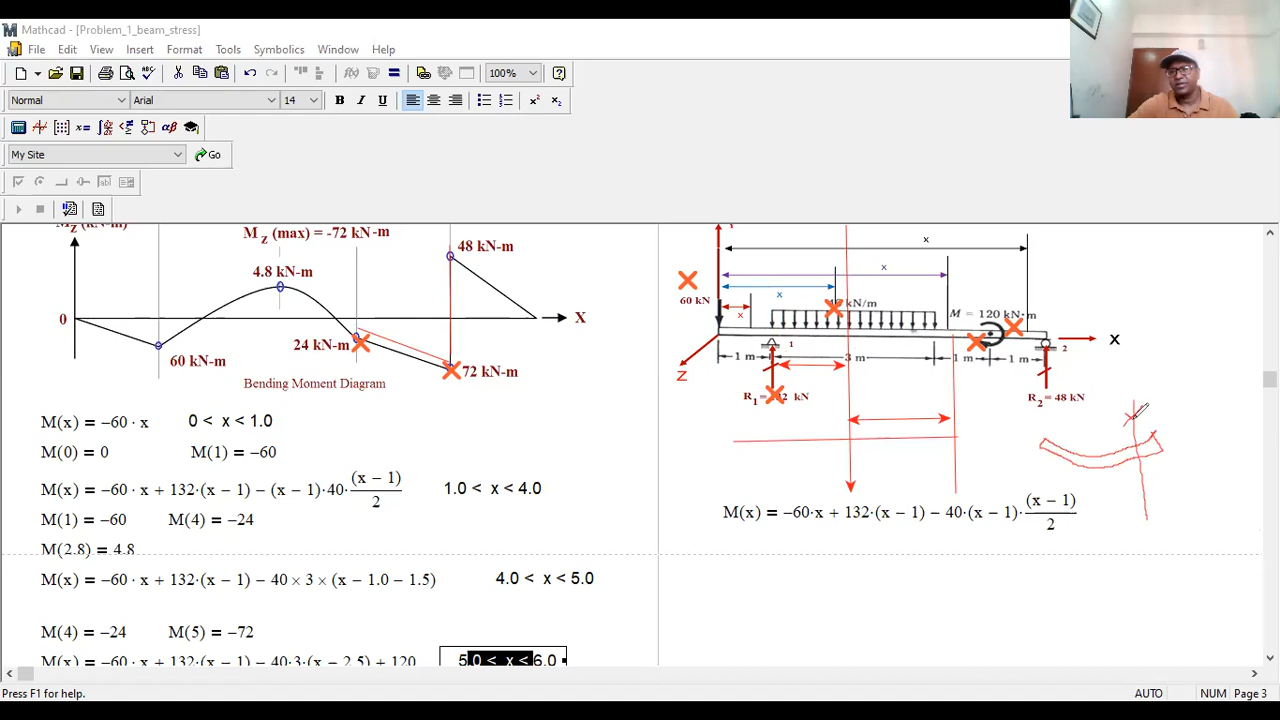 Mathcad - [Problem_1_beam_stress]
File Edit View Insert Format Tools Symbolics Window Help
100%
Normal Arial 14 B I U
My Site Go
M z (kN-m)
M z (max) = -72 kN-m
48 kN-m
4.8 kN-m
0
X
24 kN-m
60 kN-m
72 kN-m
Bending Moment Diagram
M(x) = −60 · x 0 < x < 1.0
M(0) = 0 M(1) = −60
M(x) = −60 · x + 132·(x − 1) − (x − 1)·40·(x − 1)/2 1.0 < x < 4.0
M(1) = −60 M(4) = −24
M(2.8) = 4.8
M(x) = −60 · x + 132·(x − 1) − 40 × 3 × (x − 1.0 − 1.5) 4.0 < x < 5.0
M(4) = −24 M(5) = −72
M(x) = −60 · x + 132·(x − 1) − 40·3·(x − 2.5) + 120 5.0 < x < 6.0
x
x
x
x
60 kN
kN/m
M = 120 kN·m
X
Z
1
2
1 m
3 m
1 m
1 m
R1 = kN
R2 = 48 kN
M(x) = −60·x + 132·(x − 1) − 40·(x − 1)·(x − 1)/2
Press F1 for help.
AUTO NUM Page 3